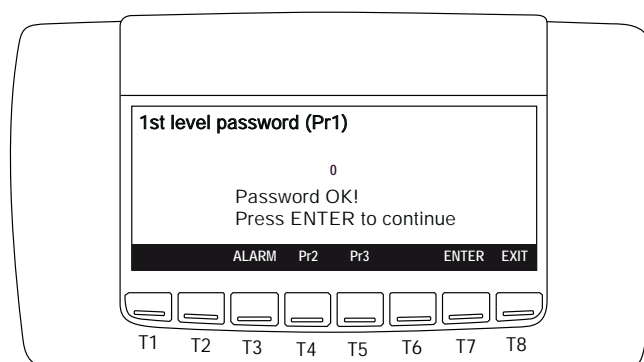 1st level password (Pr1)
0
Password OK!
Press ENTER to continue
ALARM Pr2 Pr3 ENTER EXIT
T1 T2 T3 T4 T5 T6 T7 T8